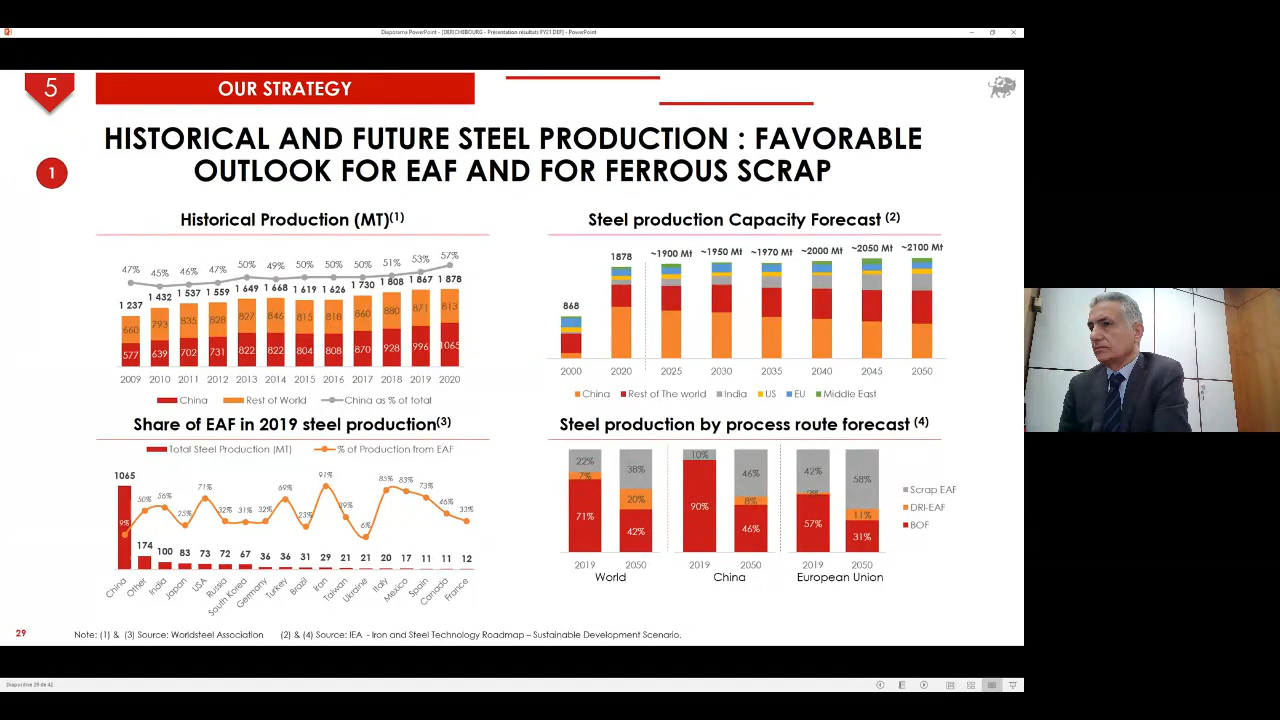 Diaporama PowerPoint - [DERICHEBOURG - Présentation résultats FY21 DEF] - PowerPoint
5
OUR STRATEGY
HISTORICAL AND FUTURE STEEL PRODUCTION : FAVORABLE
OUTLOOK FOR EAF AND FOR FERROUS SCRAP
1
Historical Production (MT)(1)
47% 45% 46% 47% 50% 49% 50% 50% 50% 51% 53% 57%
1 237 1 432 1 537 1 559 1 649 1 668 1 619 1 626 1 730 1 808 1 867 1 878
660 793 835 828 827 846 815 818 860 880 871 813
577 639 702 731 822 822 804 808 870 928 996 1065
2009 2010 2011 2012 2013 2014 2015 2016 2017 2018 2019 2020
China Rest of World China as % of total
Steel production Capacity Forecast (2)
868 1878 ~1900 Mt ~1950 Mt ~1970 Mt ~2000 Mt ~2050 Mt ~2100 Mt
2000 2020 2025 2030 2035 2040 2045 2050
China Rest of The world India US EU Middle East
Share of EAF in 2019 steel production(3)
Total Steel Production (MT) % of Production from EAF
9% 50% 56% 25% 71% 32% 31% 32% 69% 23% 91% 39% 6% 85% 83% 73% 46% 33%
1065 174 100 83 73 72 67 36 36 31 29 21 21 20 17 11 11 12
China Other India Japan USA Russia South Korea Germany Turkey Brazil Iran Taiwan Ukraine Italy Mexico Spain Canada France
Steel production by process route forecast (4)
22% 38% 10% 46% 42% 58%
7% 20% 8% 11%
71% 42% 90% 46% 57% 31%
2019 2050 2019 2050 2019 2050
World China European Union
Scrap EAF
DRI-EAF
BOF
29
Note: (1) & (3) Source: Worldsteel Association (2) & (4) Source: IEA - Iron and Steel Technology Roadmap – Sustainable Development Scenario.
Diapositive 29 de 42